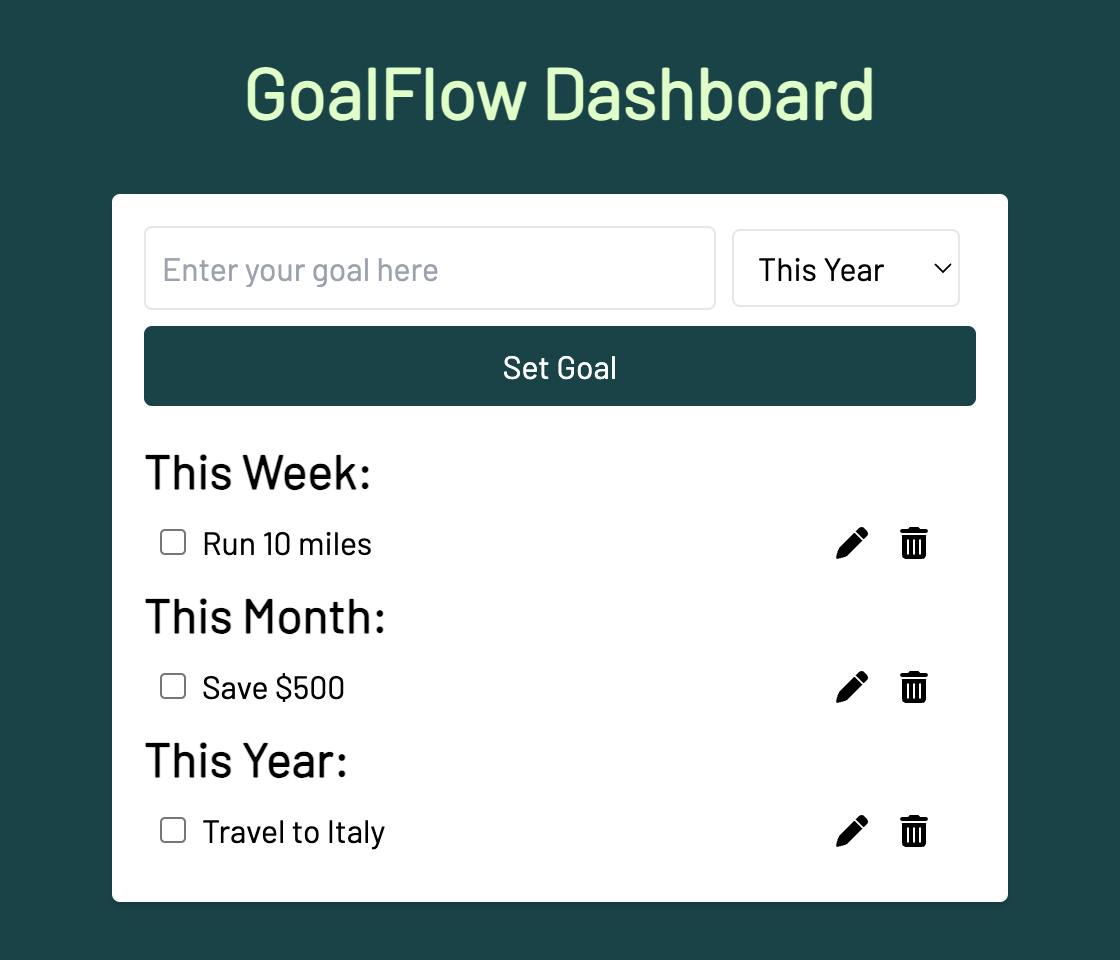 GoalFlow Dashboard
Enter your goal here
This Year
Set Goal
This Week:
Run 10 miles
This Month:
Save $500
This Year:
Travel to Italy